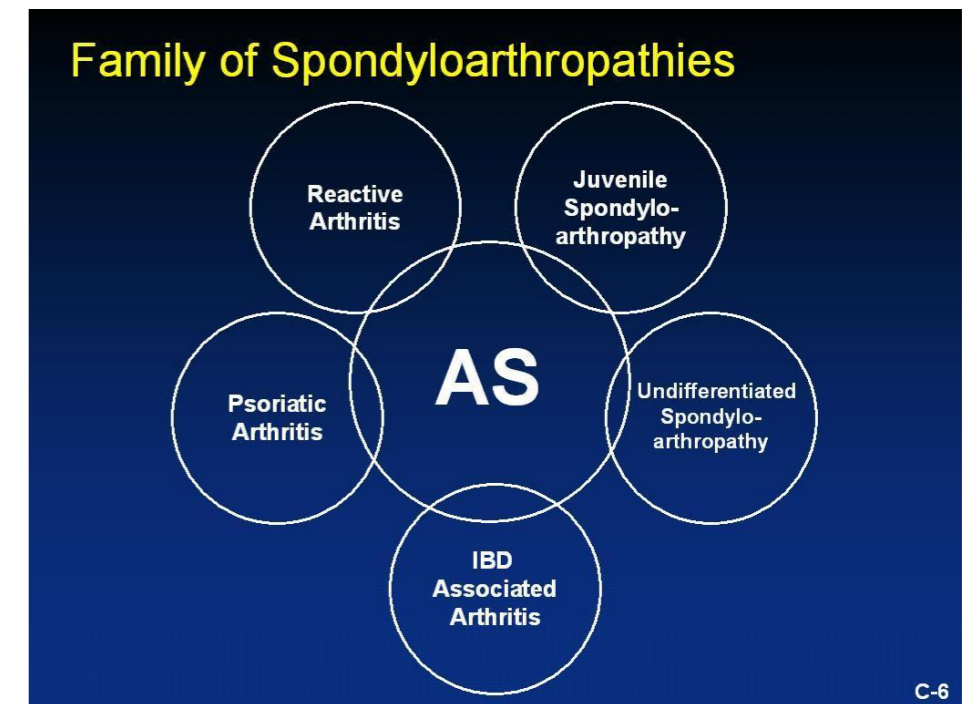 Family of Spondyloarthropathies
Reactive
Arthritis
Juvenile
Spondylo-
arthropathy
AS
Psoriatic
Arthritis
Undifferentiated
Spondylo-
arthropathy
IBD
Associated
Arthritis
C-6